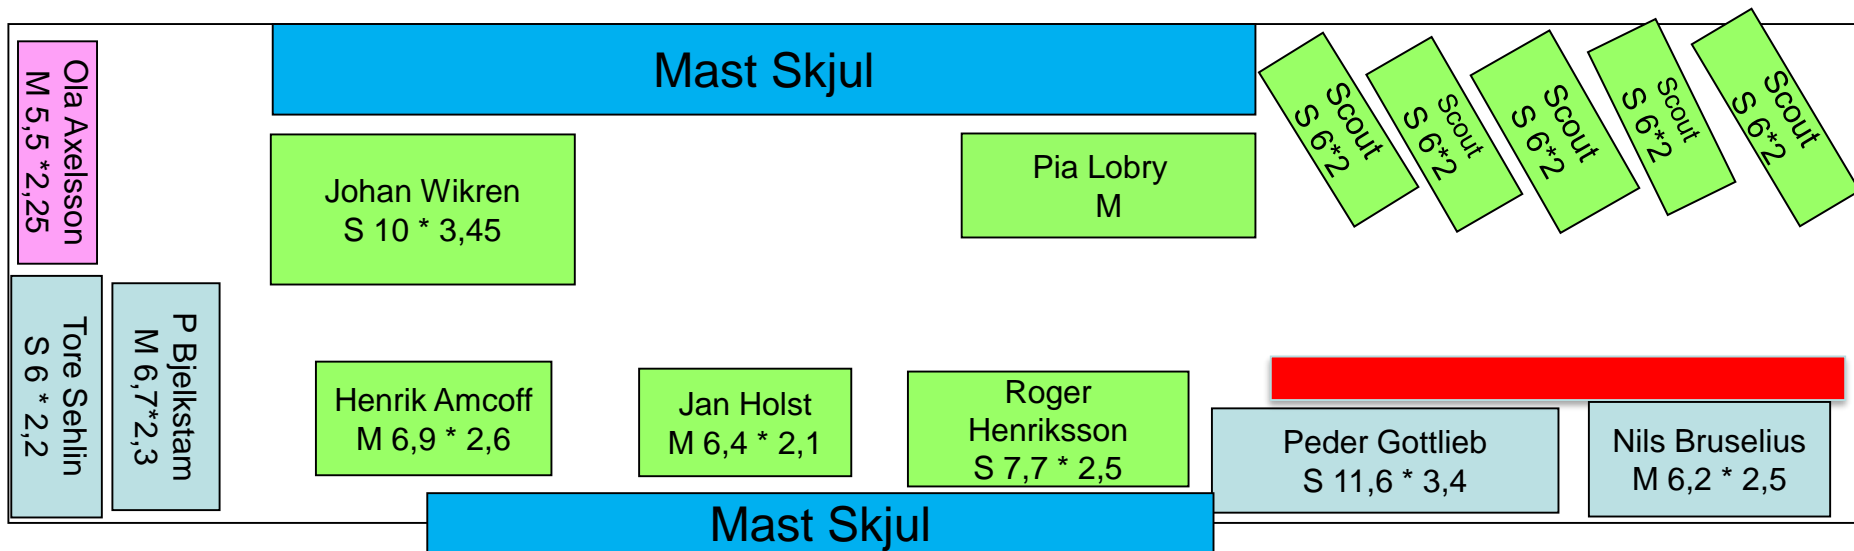 Mast Skjul
Ola Axelsson
M 5,5 *2,25
Johan Wikren
S 10 * 3,45
Pia Lobry
M
Scout
S 6*2
Scout
S 6*2
Scout
S 6*2
Scout
S 6*2
Scout
S 6*2
Tore Sehlin
S 6 * 2,2
P Bjelkstam
M 6,7*2,3
Henrik Amcoff
M 6,9 * 2,6
Jan Holst
M 6,4 * 2,1
Roger
Henriksson
S 7,7 * 2,5
Peder Gottlieb
S 11,6 * 3,4
Nils Bruselius
M 6,2 * 2,5
Mast Skjul